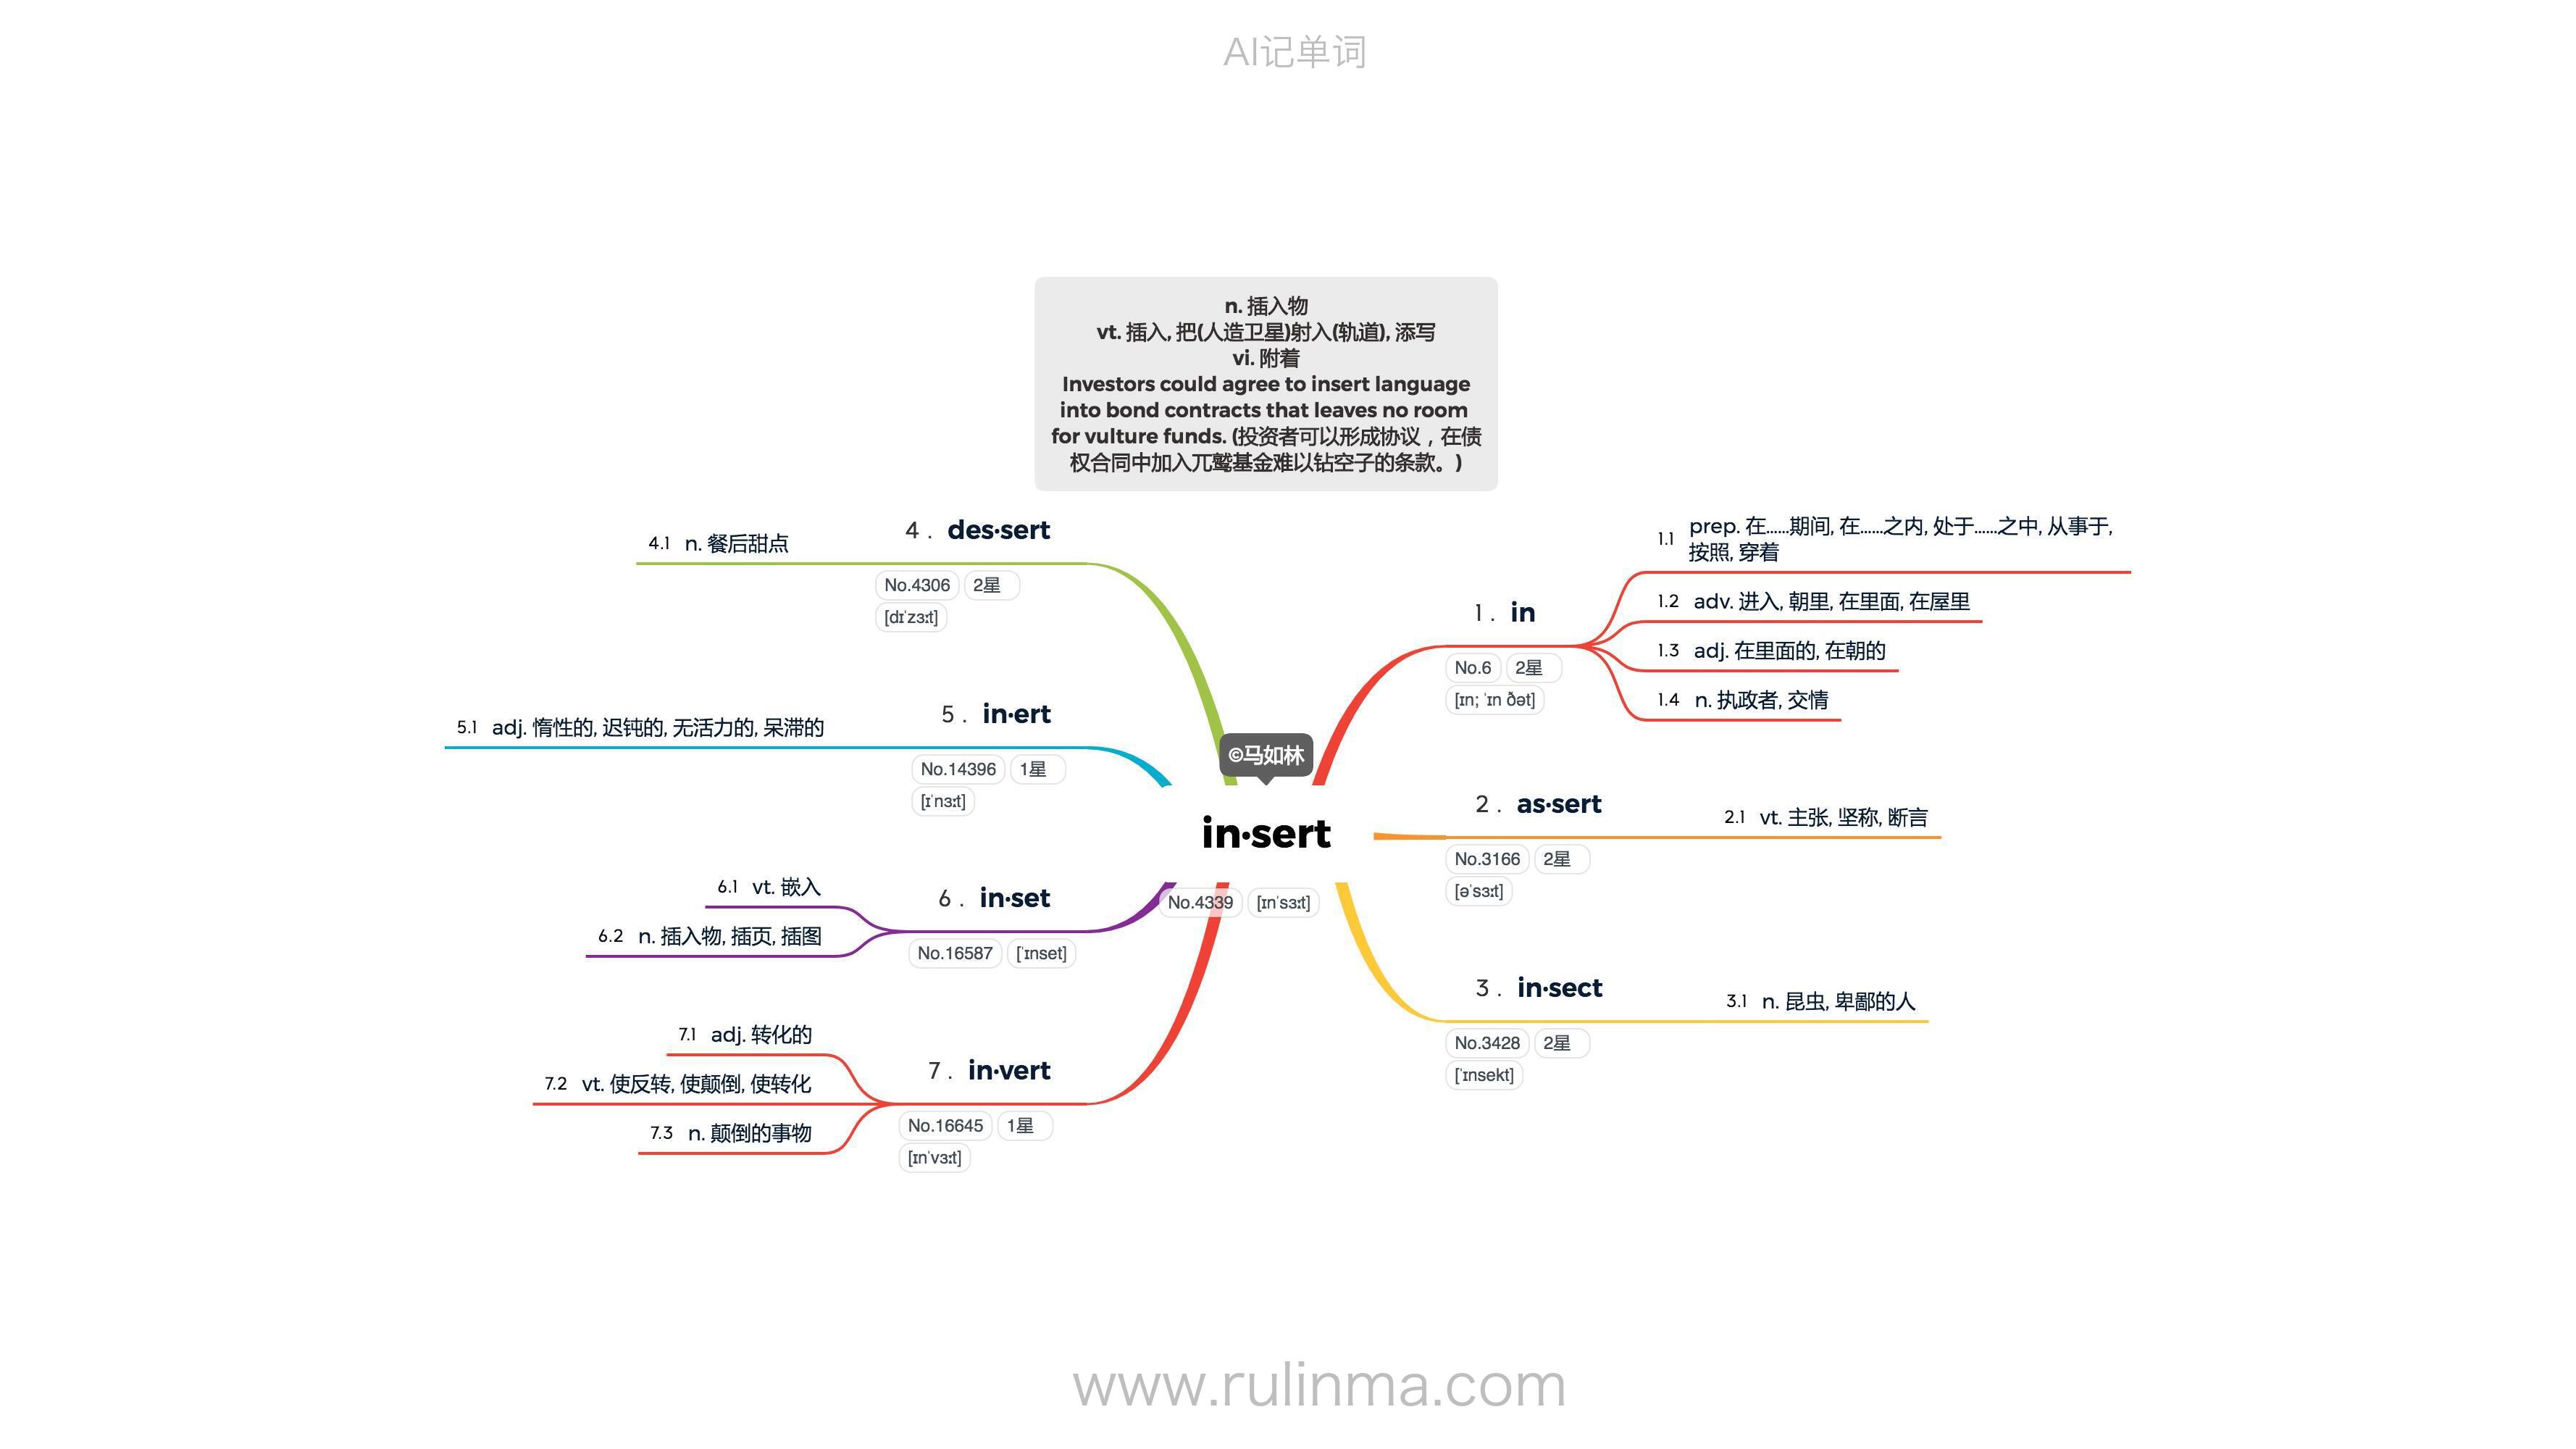 AI记单词
n. 插入物
vt. 插入, 把(人造卫星)射入(轨道), 添写
vi. 附着
Investors could agree to insert language
into bond contracts that leaves no room
for vulture funds. (投资者可以形成协议，在债
权合同中加入兀鹫基金难以钻空子的条款。)
©马如林
in·sert
No.4339 [ɪnˈsɜːt]
1. in
No.6 2星
[ɪn; ˈɪn ðət]
1.1 prep. 在……期间, 在……之内, 处于……之中, 从事于,
按照, 穿着
1.2 adv. 进入, 朝里, 在里面, 在屋里
1.3 adj. 在里面的, 在朝的
1.4 n. 执政者, 交情
2. as·sert
No.3166 2星
[əˈsɜːt]
2.1 vt. 主张, 坚称, 断言
3. in·sect
No.3428 2星
[ˈɪnsekt]
3.1 n. 昆虫, 卑鄙的人
4. des·sert
No.4306 2星
[dɪˈzɜːt]
4.1 n. 餐后甜点
5. in·ert
No.14396 1星
[ɪˈnɜːt]
5.1 adj. 惰性的, 迟钝的, 无活力的, 呆滞的
6. in·set
No.16587 [ˈɪnset]
6.1 vt. 嵌入
6.2 n. 插入物, 插页, 插图
7. in·vert
No.16645 1星
[ɪnˈvɜːt]
7.1 adj. 转化的
7.2 vt. 使反转, 使颠倒, 使转化
7.3 n. 颠倒的事物
www.rulinma.com